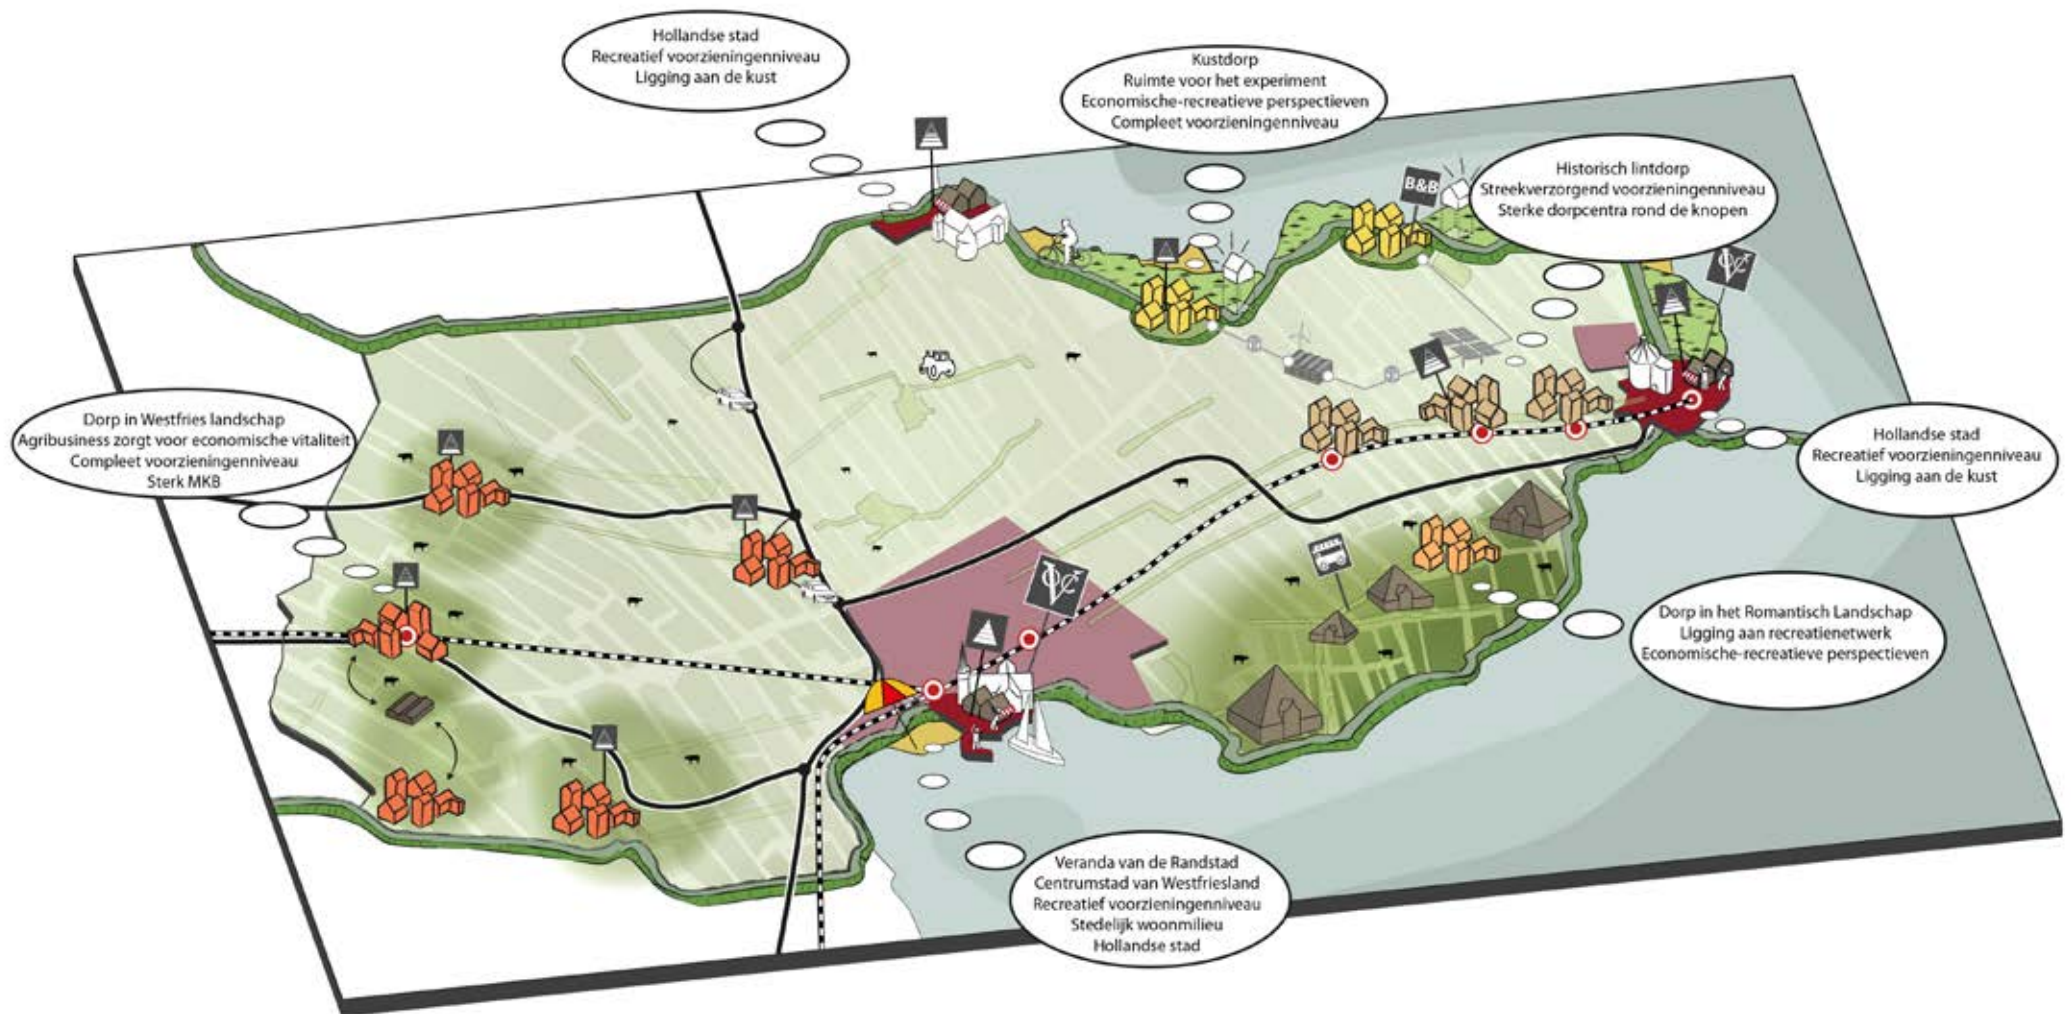 Hollandse stad
Recreatief voorzieningenniveau
Ligging aan de kust
Kustdorp
Ruimte voor het experiment
Economische-recreatieve perspectieven
Compleet voorzieningenniveau
Historisch lintdorp
Streekverzorgend voorzieningenniveau
Sterke dorpcentra rond de knopen
B&B
VOC
Dorp in Westfries landschap
Agribusiness zorgt voor economische vitaliteit
Compleet voorzieningenniveau
Sterk MKB
Hollandse stad
Recreatief voorzieningenniveau
Ligging aan de kust
VOC
Dorp in het Romantisch Landschap
Ligging aan recreatienetwerk
Economische-recreatieve perspectieven
Veranda van de Randstad
Centrumstad van Westfriesland
Recreatief voorzieningenniveau
Stedelijk woonmilieu
Hollandse stad